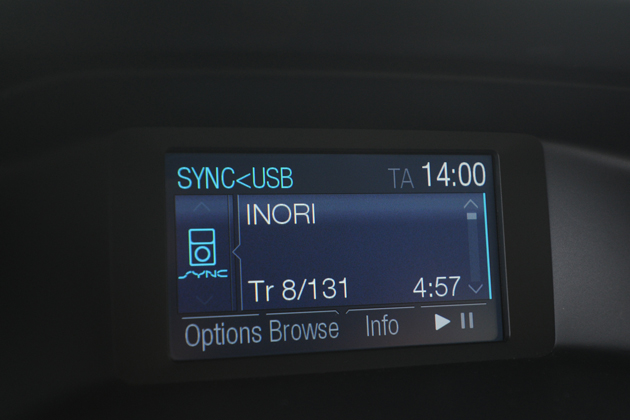 SYNC<USB TA 14:00
INORI
SYNC
Tr 8/131 4:57
Options Browse Info